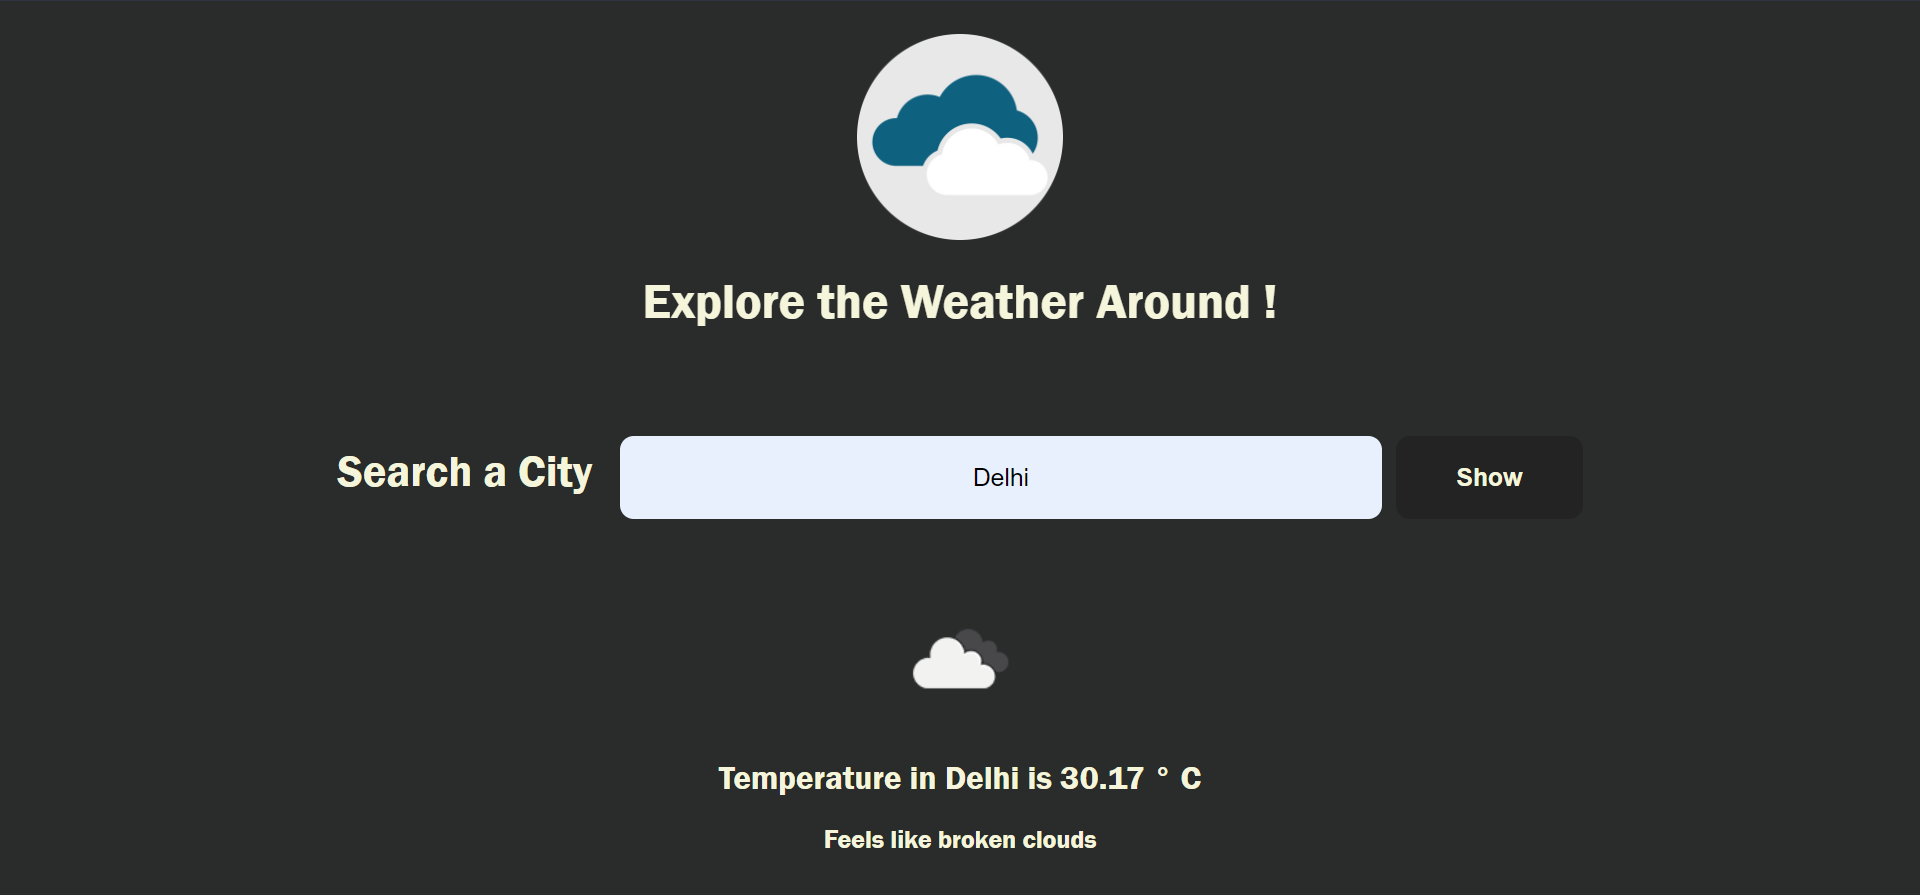 Explore the Weather Around !
Search a City
Delhi
Show
Temperature in Delhi is 30.17 ° C
Feels like broken clouds